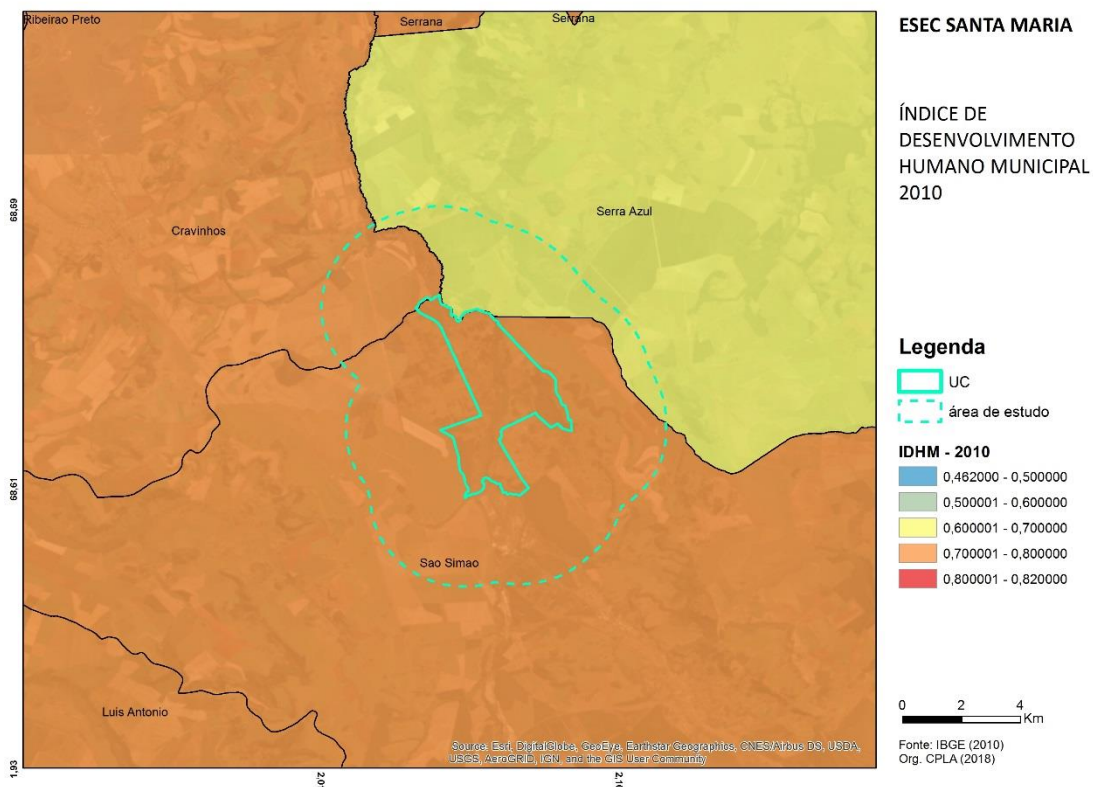 Ribeirao Preto
Serrana
Serrana
68,69
Cravinhos
Serra Azul
68,61
Sao Simao
Luis Antonio
Source: Esri, DigitalGlobe, GeoEye, Earthstar Geographics, CNES/Airbus DS, USDA,
USGS, AeroGRID, IGN, and the GIS User Community
ESEC SANTA MARIA
ÍNDICE DE
DESENVOLVIMENTO
HUMANO MUNICIPAL
2010
Legenda
UC
área de estudo
IDHM - 2010
0,462000 - 0,500000
0,500001 - 0,600000
0,600001 - 0,700000
0,700001 - 0,800000
0,800001 - 0,820000
0 2 4
Km
Fonte: IBGE (2010)
Org. CPLA (2018)